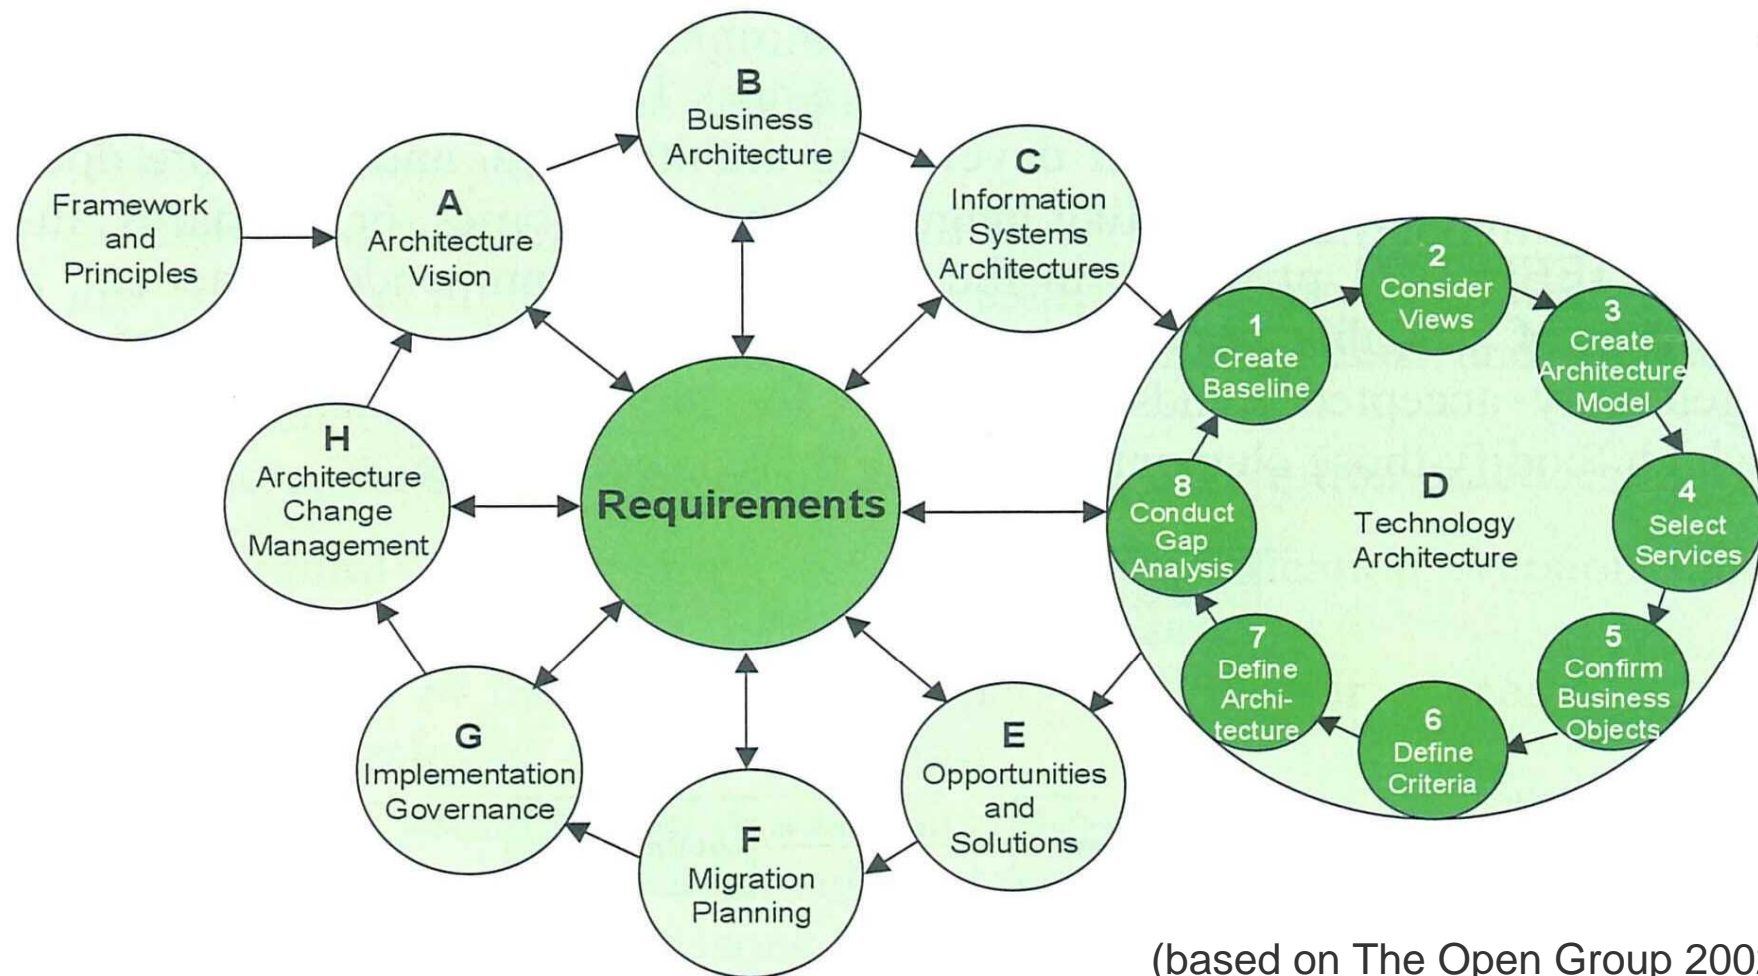 Framework
and
Principles
A
Architecture
Vision
B
Business
Architecture
C
Information
Systems
Architectures
D
Technology
Architecture
1
Create
Baseline
2
Consider
Views
3
Create
Architecture
Model
4
Select
Services
5
Confirm
Business
Objects
6
Define
Criteria
7
Define
Archi-
tecture
8
Conduct
Gap
Analysis
E
Opportunities
and
Solutions
F
Migration
Planning
G
Implementation
Governance
H
Architecture
Change
Management
Requirements
(based on The Open Group